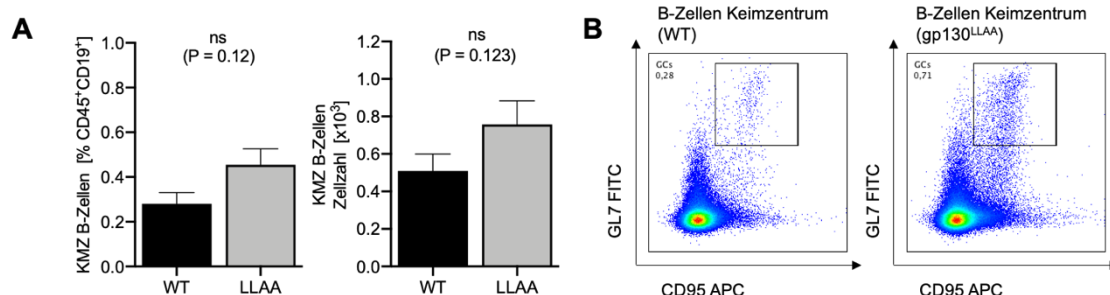 A
KMZ B-Zellen [% CD45⁺CD19⁺]
1.0
0.8
0.6
0.4
0.2
0.0
ns
(P = 0.12)
WT
LLAA
KMZ B-Zellen
Zellzahl [x10³]
1.2
1.0
0.8
0.6
0.4
0.2
0.0
ns
(P = 0.123)
WT
LLAA
B
B-Zellen Keimzentrum
(WT)
GCs
0,28
GL7 FITC
CD95 APC
B-Zellen Keimzentrum
(gp130ᴸᴸᴬᴬ)
GCs
0,71
GL7 FITC
CD95 APC